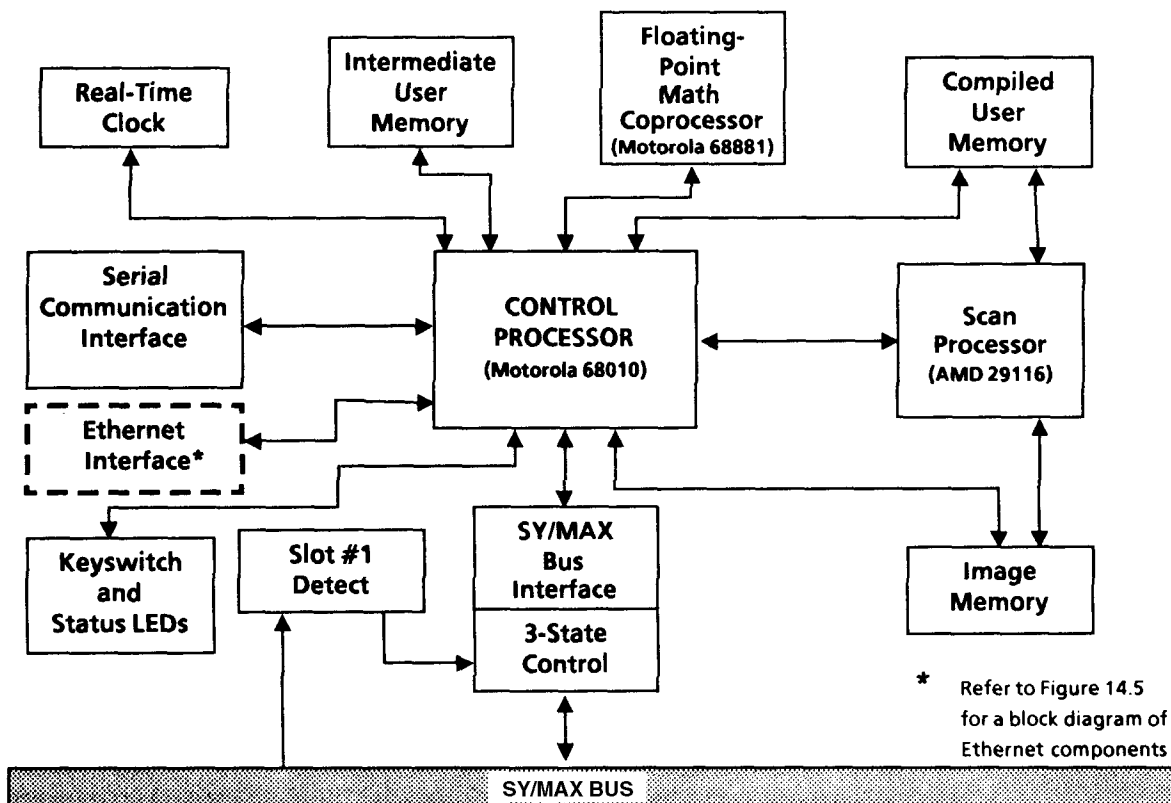 Real-Time
Clock
Intermediate
User
Memory
Floating-
Point
Math
Coprocessor
(Motorola 68881)
Compiled
User
Memory
Serial
Communication
Interface
CONTROL
PROCESSOR
(Motorola 68010)
Scan
Processor
(AMD 29116)
Ethernet
Interface*
Keyswitch
and
Status LEDs
Slot #1
Detect
SY/MAX
Bus
Interface
3-State
Control
Image
Memory
* Refer to Figure 14.5
for a block diagram of
Ethernet components
SY/MAX BUS